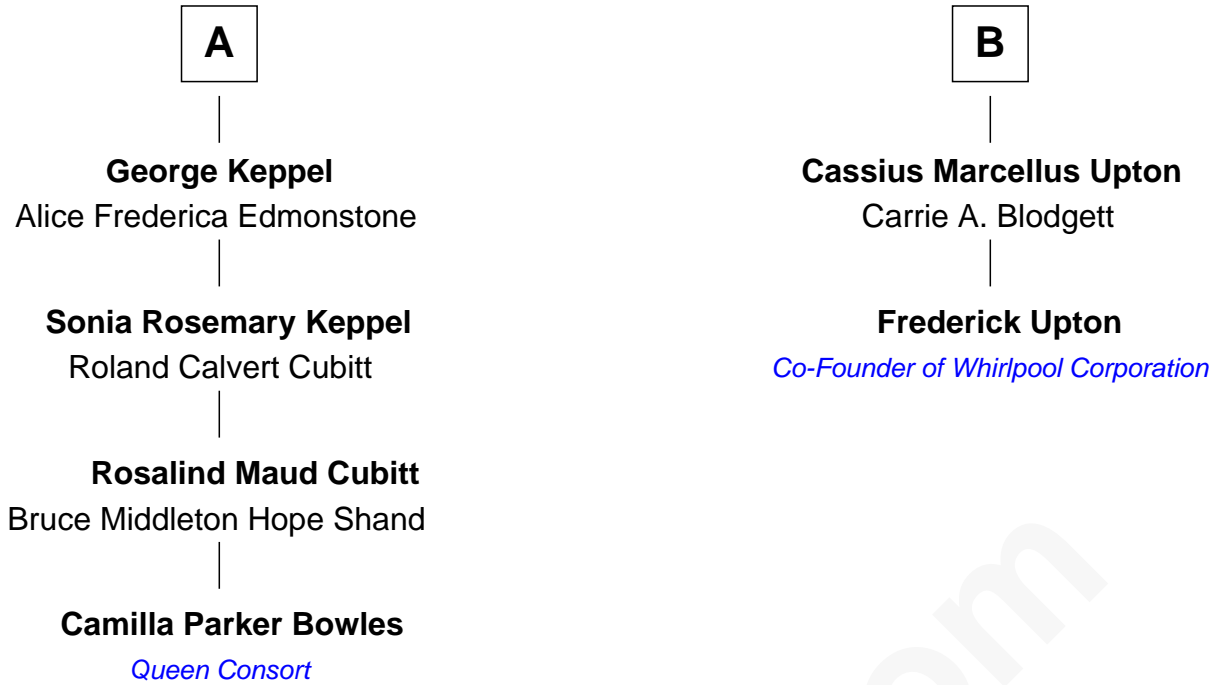 A
George Keppel
Alice Frederica Edmonstone
Sonia Rosemary Keppel
Roland Calvert Cubitt
Rosalind Maud Cubitt
Bruce Middleton Hope Shand
Camilla Parker Bowles
Queen Consort
B
Cassius Marcellus Upton
Carrie A. Blodgett
Frederick Upton
Co-Founder of Whirlpool Corporation
om